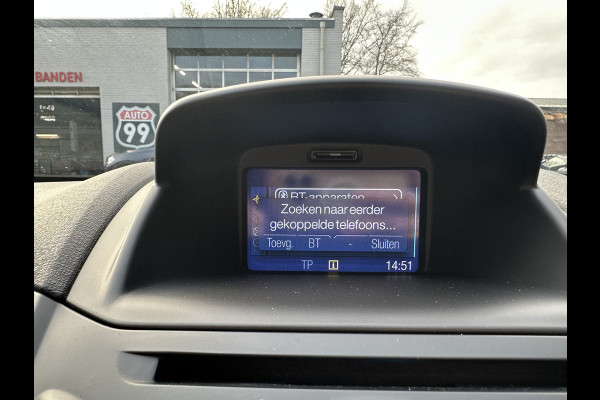 BANDEN
AUTO
99
BT-apparaten
Zoeken naar eerder
gekoppelde telefoons...
Toevg. BT - Sluiten
TP i 14:51